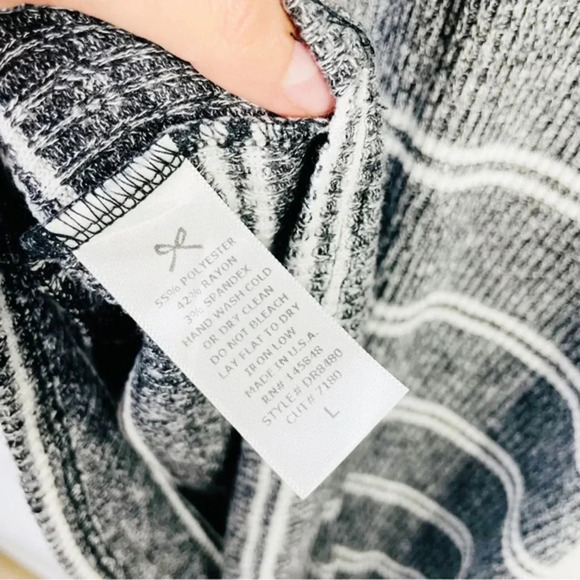 55% POLYESTER
42% RAYON
3% SPANDEX
HAND WASH COLD
OR DRY CLEAN
DO NOT BLEACH
LAY FLAT TO DRY
IRON LOW
MADE IN U.S.A.
RN# 145848
STYLE# DR8480
CUT# 7180
L